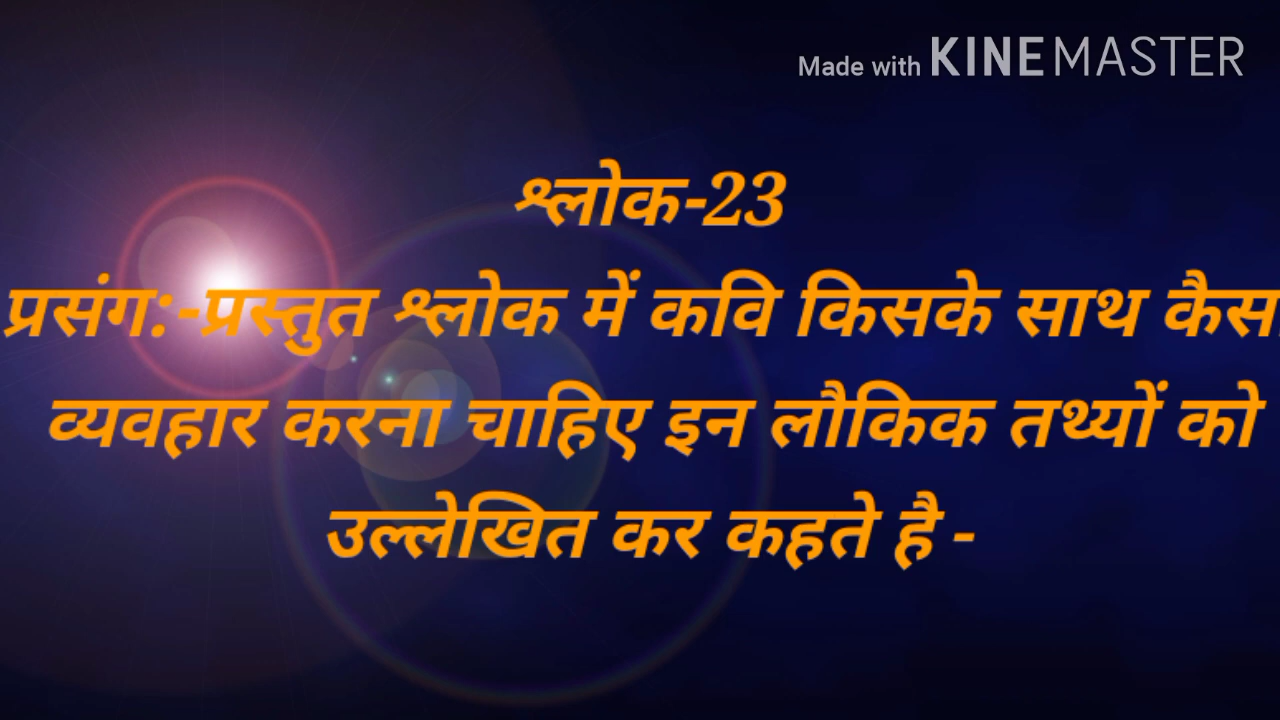 Made with KINEMASTER
श्लोक-23
प्रसंग:-प्रस्तुत श्लोक में कवि किसके साथ कैस
व्यवहार करना चाहिए इन लौकिक तथ्यों को
उल्लेखित कर कहते है -